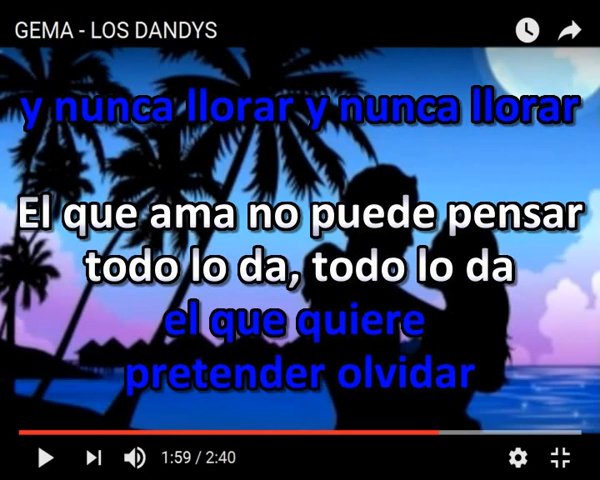 GEMA - LOS DANDYS
y nunca llorar y nunca llorar
El que ama no puede pensar
todo lo da, todo lo da
el que quiere
pretender olvidar
1:59 / 2:40